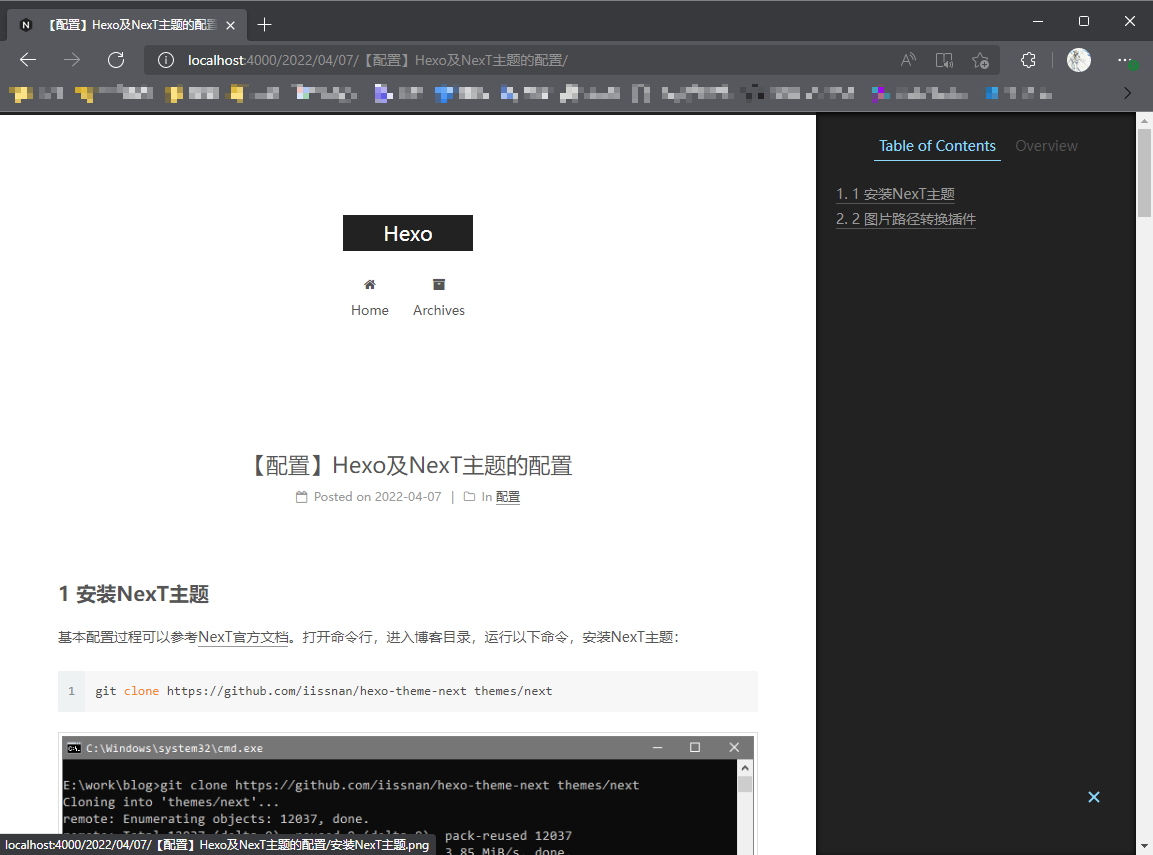 【配置】Hexo及NexT主题的配置
localhost:4000/2022/04/07/【配置】Hexo及NexT主题的配置/
Table of Contents Overview
1. 1 安装NexT主题
2. 2 图片路径转换插件
Hexo
Home Archives
【配置】Hexo及NexT主题的配置
Posted on 2022-04-07 | In 配置
1 安装NexT主题
基本配置过程可以参考NexT官方文档。打开命令行，进入博客目录，运行以下命令，安装NexT主题：
1 git clone https://github.com/iissnan/hexo-theme-next themes/next
C:\Windows\system32\cmd.exe
E:\work\blog>git clone https://github.com/iissnan/hexo-theme-next themes/next
Cloning into 'themes/next'...
remote: Enumerating objects: 12037, done.
pack-reused 12037
3.85 MiB/s, done
localhost:4000/2022/04/07/【配置】Hexo及NexT主题的配置/安装NexT主题.png